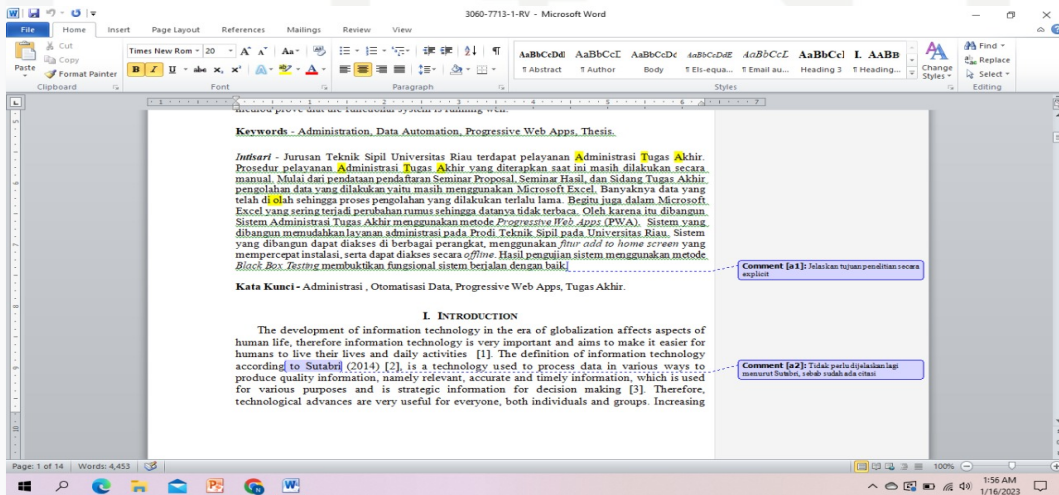 3060-7713-1-RV - Microsoft Word
File Home Insert Page Layout References Mailings Review View
Cut
Copy
Format Painter
Paste
Clipboard
Times New Rom 20
Font
Paragraph
AaBbCcDdI AaBbCcD AaBbCcDd AaBbCcDdE AaBbCcL AaBbCcl I. AABB
Abstract Author Body Els-equa... Email au... Heading 3 Heading...
Change Styles
Styles
Find
Replace
Select
Editing
method prove that the functional system is running well.
Keywords - Administration, Data Automation, Progressive Web Apps, Thesis.
Intisari - Jurusan Teknik Sipil Universitas Riau terdapat pelayanan Administrasi Tugas Akhir.
Prosedur pelayanan Administrasi Tugas Akhir yang diterapkan saat ini masih dilakukan secara
manual. Mulai dari pendataan pendaftaran Seminar Proposal, Seminar Hasil, dan Sidang Tugas Akhir
pengolahan data yang dilakukan yaitu masih menggunakan Microsoft Excel. Banyaknya data yang
telah di olah sehingga proses pengolahan yang dilakukan terlalu lama. Begitu juga dalam Microsoft
Excel yang sering terjadi perubahan rumus sehingga datanya tidak terbaca. Oleh karena itu dibangun
Sistem Administrasi Tugas Akhir menggunakan metode Progressive Web Apps (PWA). Sistem yang
dibangun memudahkan layanan administrasi pada Prodi Teknik Sipil pada Universitas Riau. Sistem
yang dibangun dapat diakses di berbagai perangkat, menggunakan fitur add to home screen yang
mempercepat instalasi, serta dapat diakses secara offline. Hasil pengujian sistem menggunakan metode
Black Box Testing membuktikan fungsional sistem berjalan dengan baik.
Comment [a1]: Jelaskan tujuan penelitian secara
explicit
Kata Kunci - Administrasi , Otomatisasi Data, Progressive Web Apps, Tugas Akhir.
I. INTRODUCTION
The development of information technology in the era of globalization affects aspects of
human life, therefore information technology is very important and aims to make it easier for
humans to live their lives and daily activities [1]. The definition of information technology
according to Sutabri (2014) [2], is a technology used to process data in various ways to
produce quality information, namely relevant, accurate and timely information, which is used
for various purposes and is strategic information for decision making [3]. Therefore,
technological advances are very useful for everyone, both individuals and groups. Increasing
Comment [a2]: Tidak perlu dijelaskan lagi
menurut Sutabri, sebab sudah ada citasi
Page: 1 of 14 Words: 4,453
100%
1:56 AM
1/16/2023